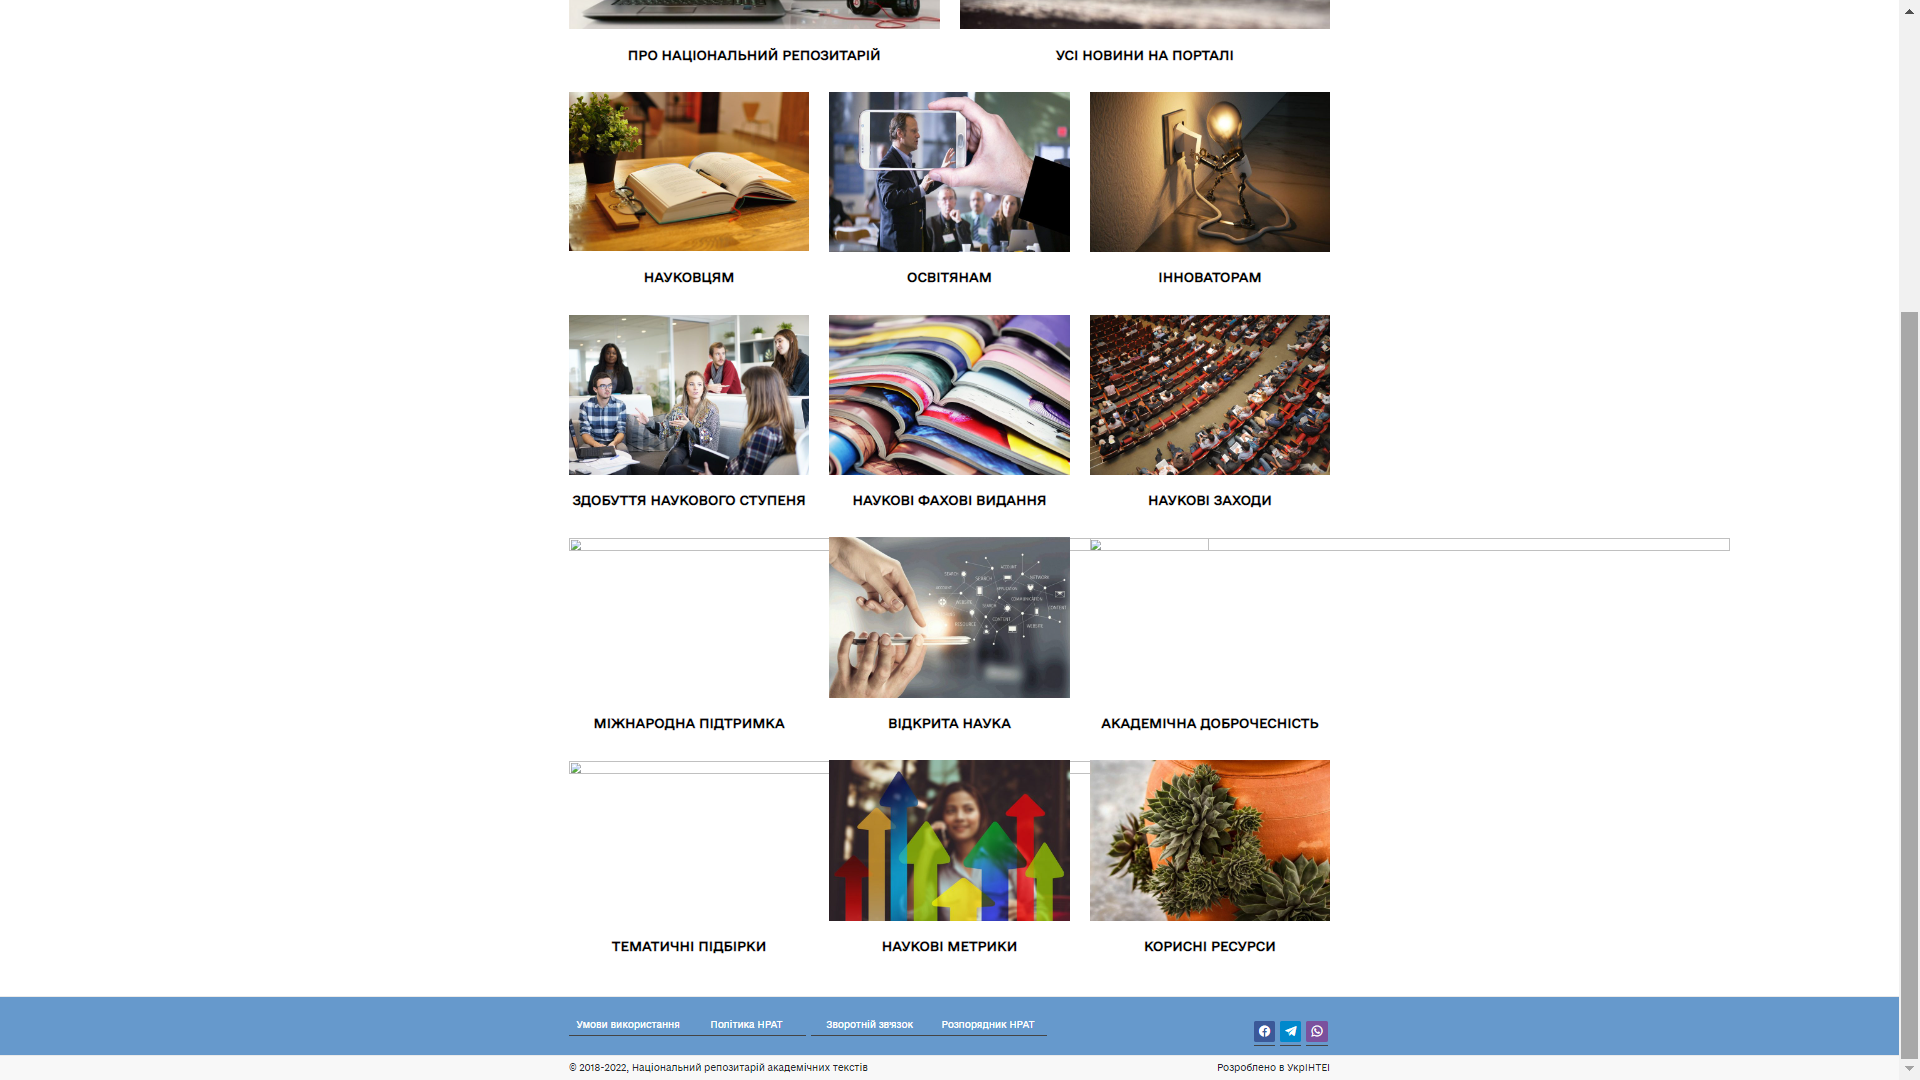 ПРО НАЦІОНАЛЬНИЙ РЕПОЗИТАРІЙ
УСІ НОВИНИ НА ПОРТАЛІ
НАУКОВЦЯМ
ОСВІТЯНАМ
ІННОВАТОРАМ
ЗДОБУТТЯ НАУКОВОГО СТУПЕНЯ
НАУКОВІ ФАХОВІ ВИДАННЯ
НАУКОВІ ЗАХОДИ
МІЖНАРОДНА ПІДТРИМКА
ВІДКРИТА НАУКА
АКАДЕМІЧНА ДОБРОЧЕСНІСТЬ
ТЕМАТИЧНІ ПІДБІРКИ
НАУКОВІ МЕТРИКИ
КОРИСНІ РЕСУРСИ
Умови використання Політика НРАТ Зворотній зв'язок Розпорядник НРАТ
© 2018-2022, Національний репозитарій академічних текстів
Розроблено в УкрІНТЕІ